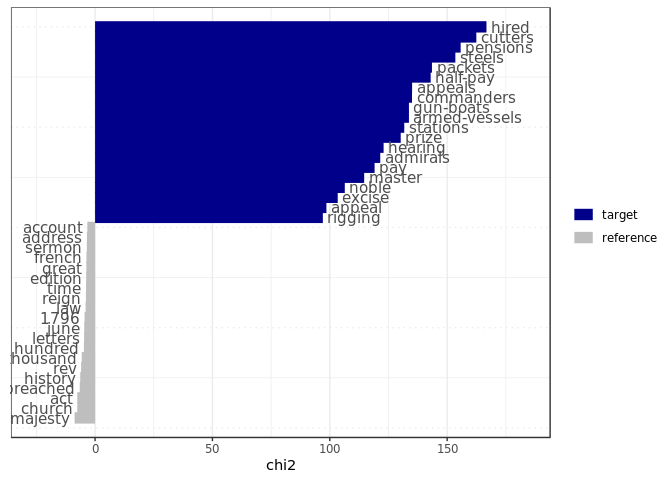 hired
cutters
pensions
steels
packets
half-pay
appeals
commanders
gun-boats
armed-vessels
stations
prize
hearing
admirals
pay
master
noble
excise
appeal
rigging
account
address
sermon
french
great
edition
time
reign
law
1,796
june
letters
hundred
thousand
rev
history
preached
act
church
majesty
0 50 100 150
chi2
target
reference